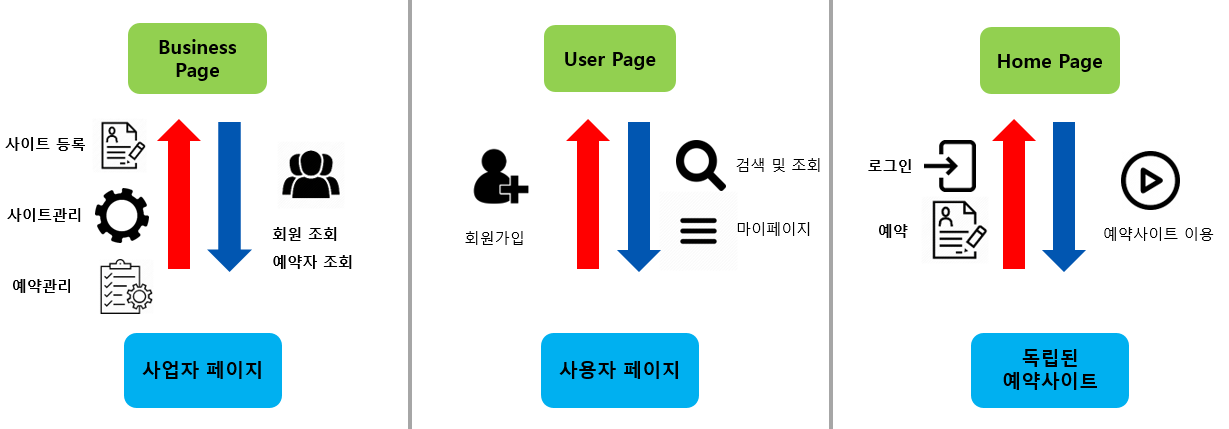 Business
Page
사이트 등록
사이트관리
예약관리
회원 조회
예약자 조회
사업자 페이지
User Page
회원가입
검색 및 조회
마이페이지
사용자 페이지
Home Page
로그인
예약
예약사이트 이용
독립된
예약사이트